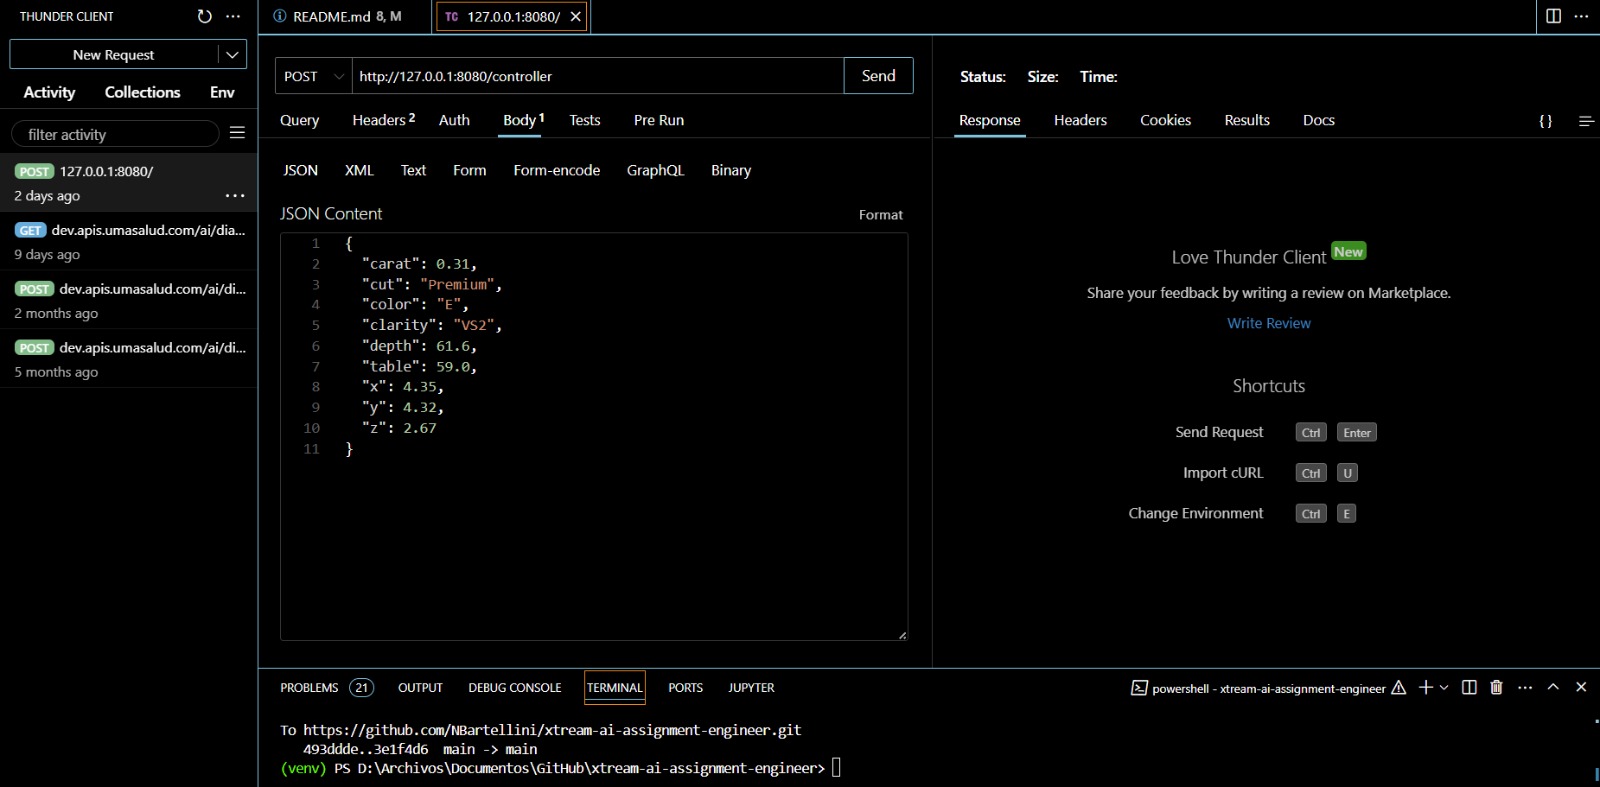 THUNDER CLIENT
New Request
Activity Collections Env
filter activity
POST 127.0.0.1:8080/
2 days ago
GET dev.apis.umasalud.com/ai/dia...
9 days ago
POST dev.apis.umasalud.com/ai/di...
2 months ago
POST dev.apis.umasalud.com/ai/di...
5 months ago
README.md 8, M
TC 127.0.0.1:8080/
POST http://127.0.0.1:8080/controller Send
Query Headers 2 Auth Body 1 Tests Pre Run
JSON XML Text Form Form-encode GraphQL Binary
JSON Content Format
1 {
2 "carat": 0.31,
3 "cut": "Premium",
4 "color": "E",
5 "clarity": "VS2",
6 "depth": 61.6,
7 "table": 59.0,
8 "x": 4.35,
9 "y": 4.32,
10 "z": 2.67
11 }
Status: Size: Time:
Response Headers Cookies Results Docs { }
Love Thunder Client New
Share your feedback by writing a review on Marketplace.
Write Review
Shortcuts
Send Request Ctrl Enter
Import cURL Ctrl U
Change Environment Ctrl E
PROBLEMS 21 OUTPUT DEBUG CONSOLE TERMINAL PORTS JUPYTER
powershell - xtream-ai-assignment-engineer
To https://github.com/NBartellini/xtream-ai-assignment-engineer.git
493ddde..3e1f4d6 main -> main
(venv) PS D:\Archivos\Documentos\GitHub\xtream-ai-assignment-engineer>